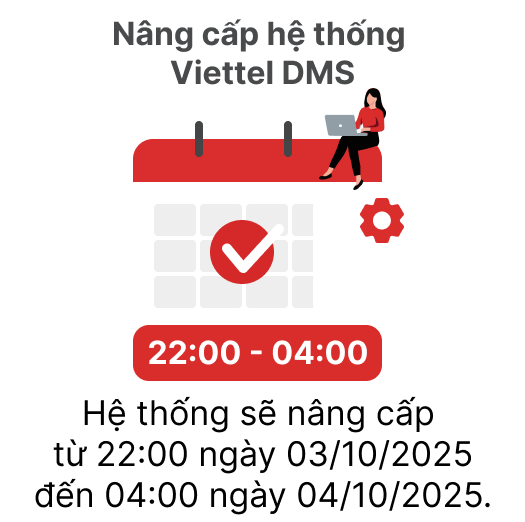 Nâng cấp hệ thống
Viettel DMS
22:00 - 04:00
Hệ thống sẽ nâng cấp
từ 22:00 ngày 03/10/2025
đến 04:00 ngày 04/10/2025.